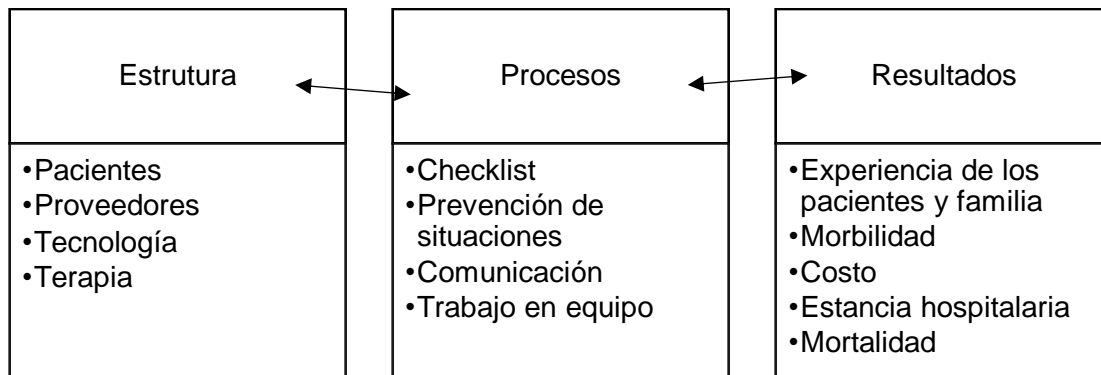 Estrutura
•Pacientes
•Proveedores
•Tecnología
•Terapia
Procesos
•Checklist
•Prevención de
situaciones
•Comunicación
•Trabajo en equipo
Resultados
•Experiencia de los
pacientes y familia
•Morbilidad
•Costo
•Estancia hospitalaria
•Mortalidad